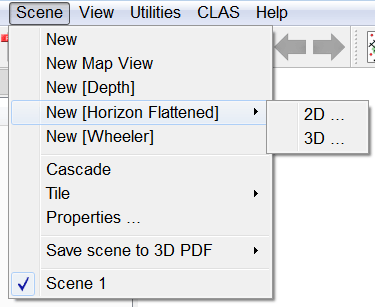 Scene View Utilities CLAS Help
New
New Map View
New [Depth]
New [Horizon Flattened]
2D ...
3D ...
New [Wheeler]
Cascade
Tile
Properties ...
Save scene to 3D PDF
Scene 1